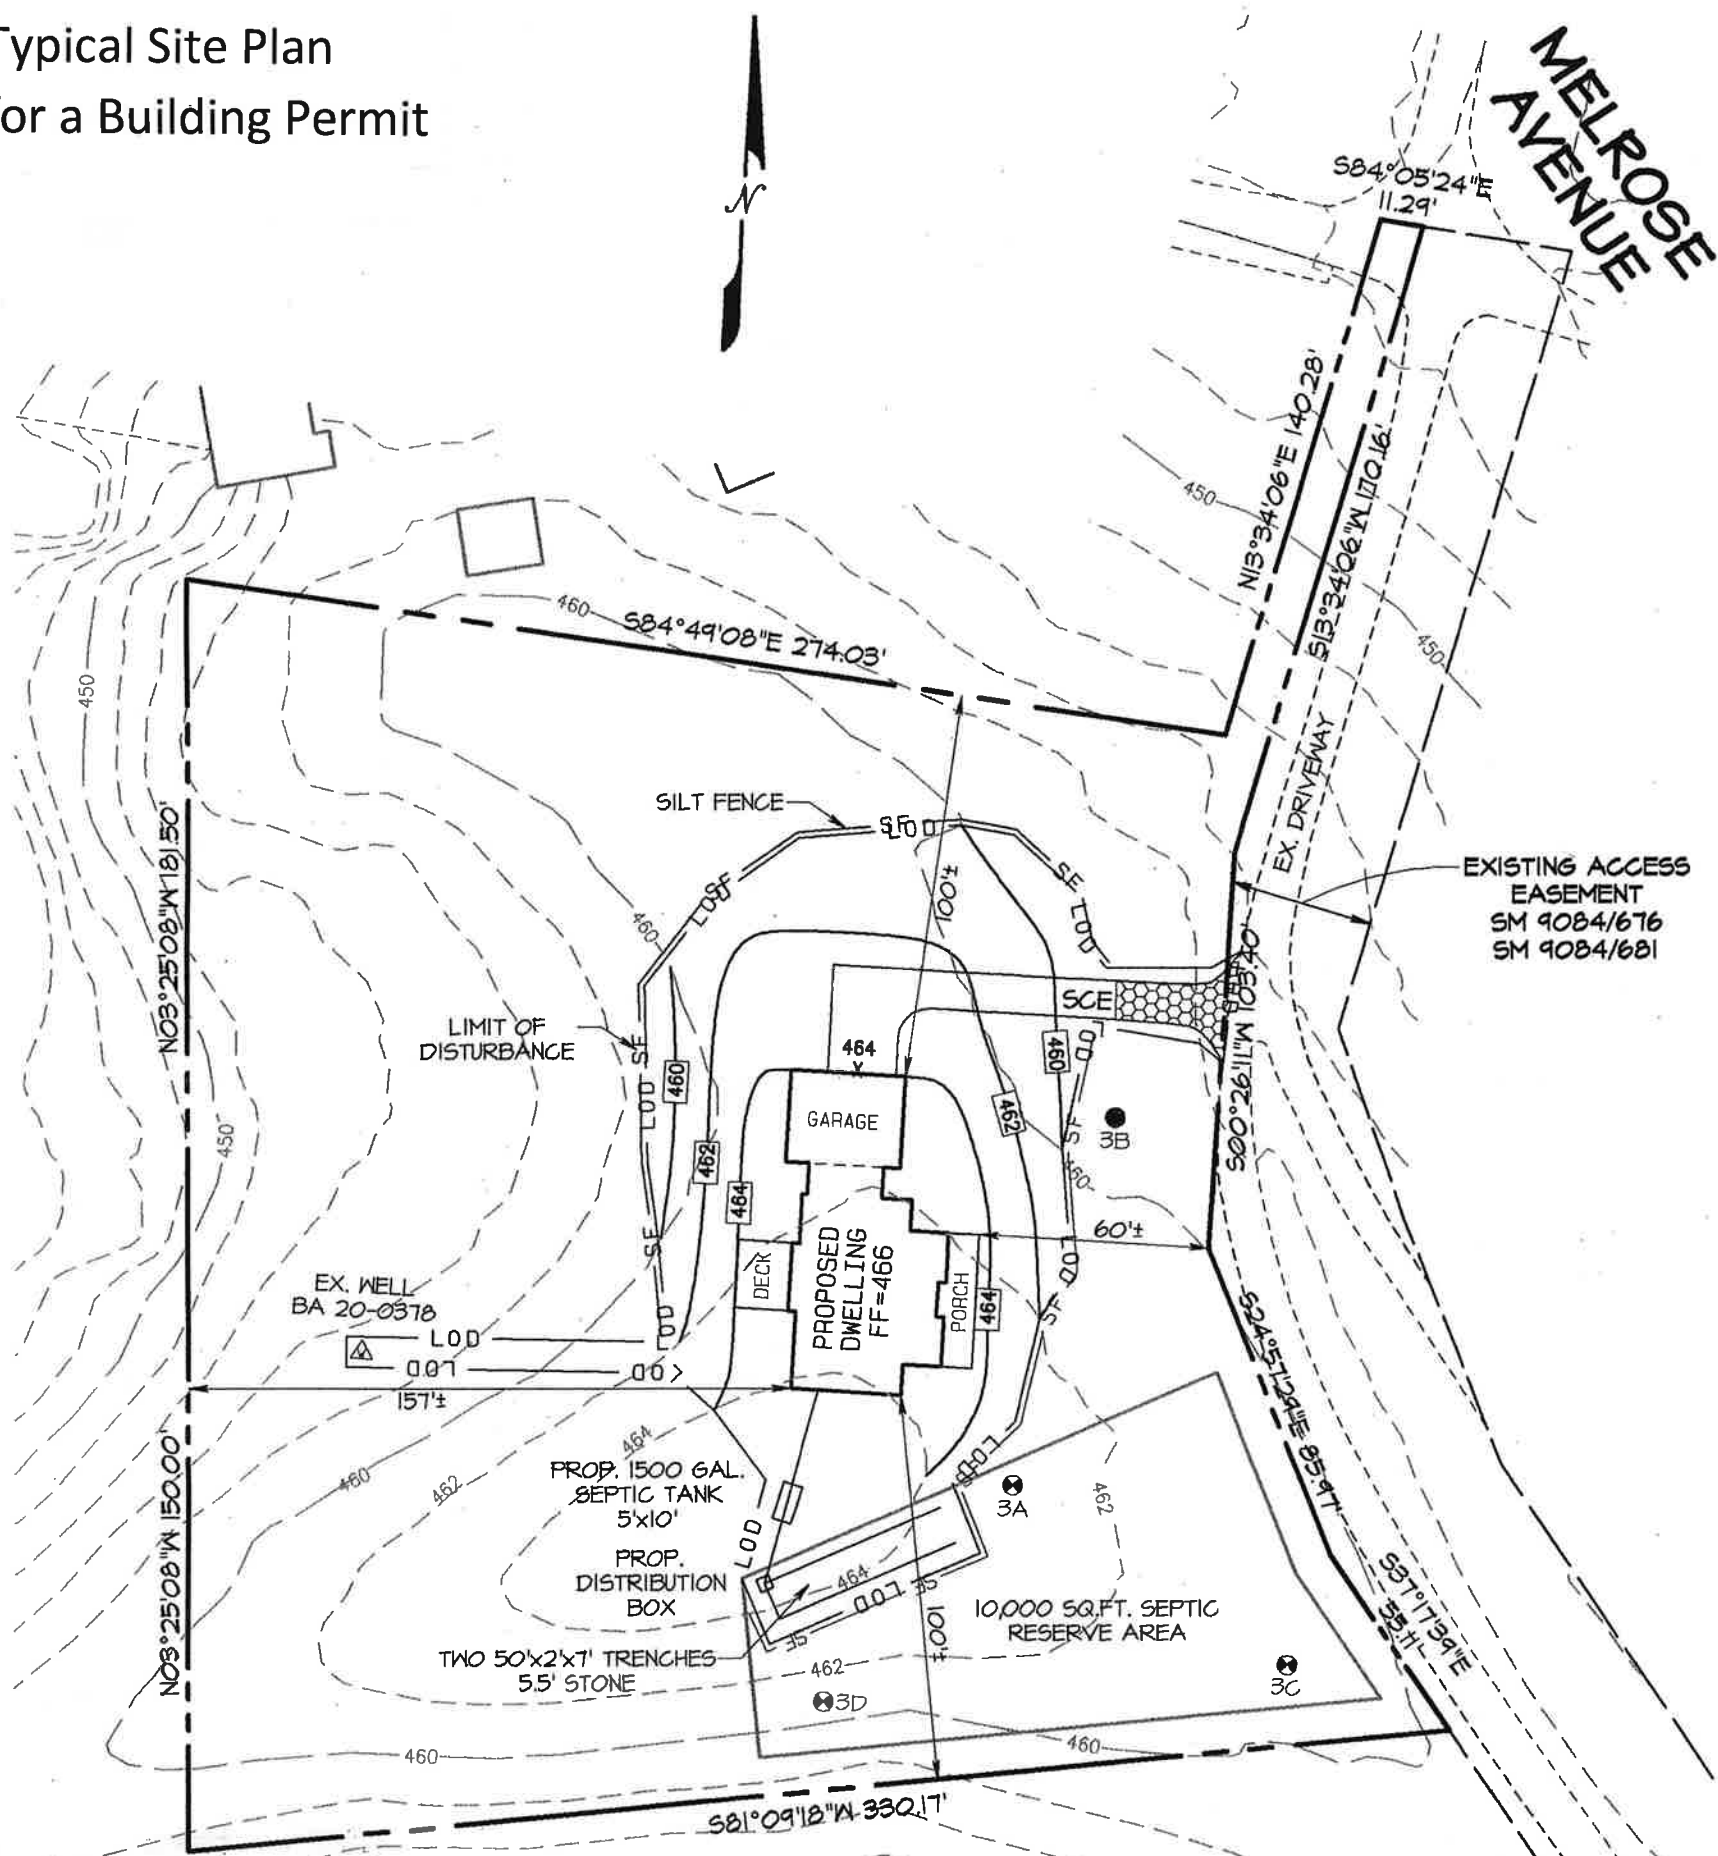 Typical Site Plan
for a Building Permit
N
MELROSE
AVENUE
S84°05'24"E
11.29'
N13°34'06"E 140.28'
S13°34'06"W 170.16'
450
450
460
S84°49'08"E 274.03'
450
EX. DRIVEWAY
SILT FENCE
SF
LOD
SF
LOD
SF
LOD
100'±
EXISTING ACCESS
EASEMENT
SM 9084/676
SM 9084/681
N03°25'08"W 181.50'
460
LIMIT OF
DISTURBANCE
SF
LOD
SCE
S00°26'11"W 103.40'
464
460
460
LOD
GARAGE
462
3B
SF
450
462
460
464
60'±
SF
PROPOSED
DWELLING
FF=466
DECK
PORCH
464
LOD
SF
EX. WELL
BA 20-0378
LOD
LOD
LOD
OD
157'±
S24°57'29"E 85.97'
464
460
462
PROP. 1500 GAL.
SEPTIC TANK
5'x10'
LOD
3A
462
N03°25'08"W 150.00'
PROP.
DISTRIBUTION
BOX
LOD
464
SF
LOD
SF
100'±
10,000 SQ.FT. SEPTIC
RESERVE AREA
S37°17'39"E
55.11'
TWO 50'x2'x7' TRENCHES
5.5' STONE
462
3D
3C
460
460
S81°09'18"W 330.17'